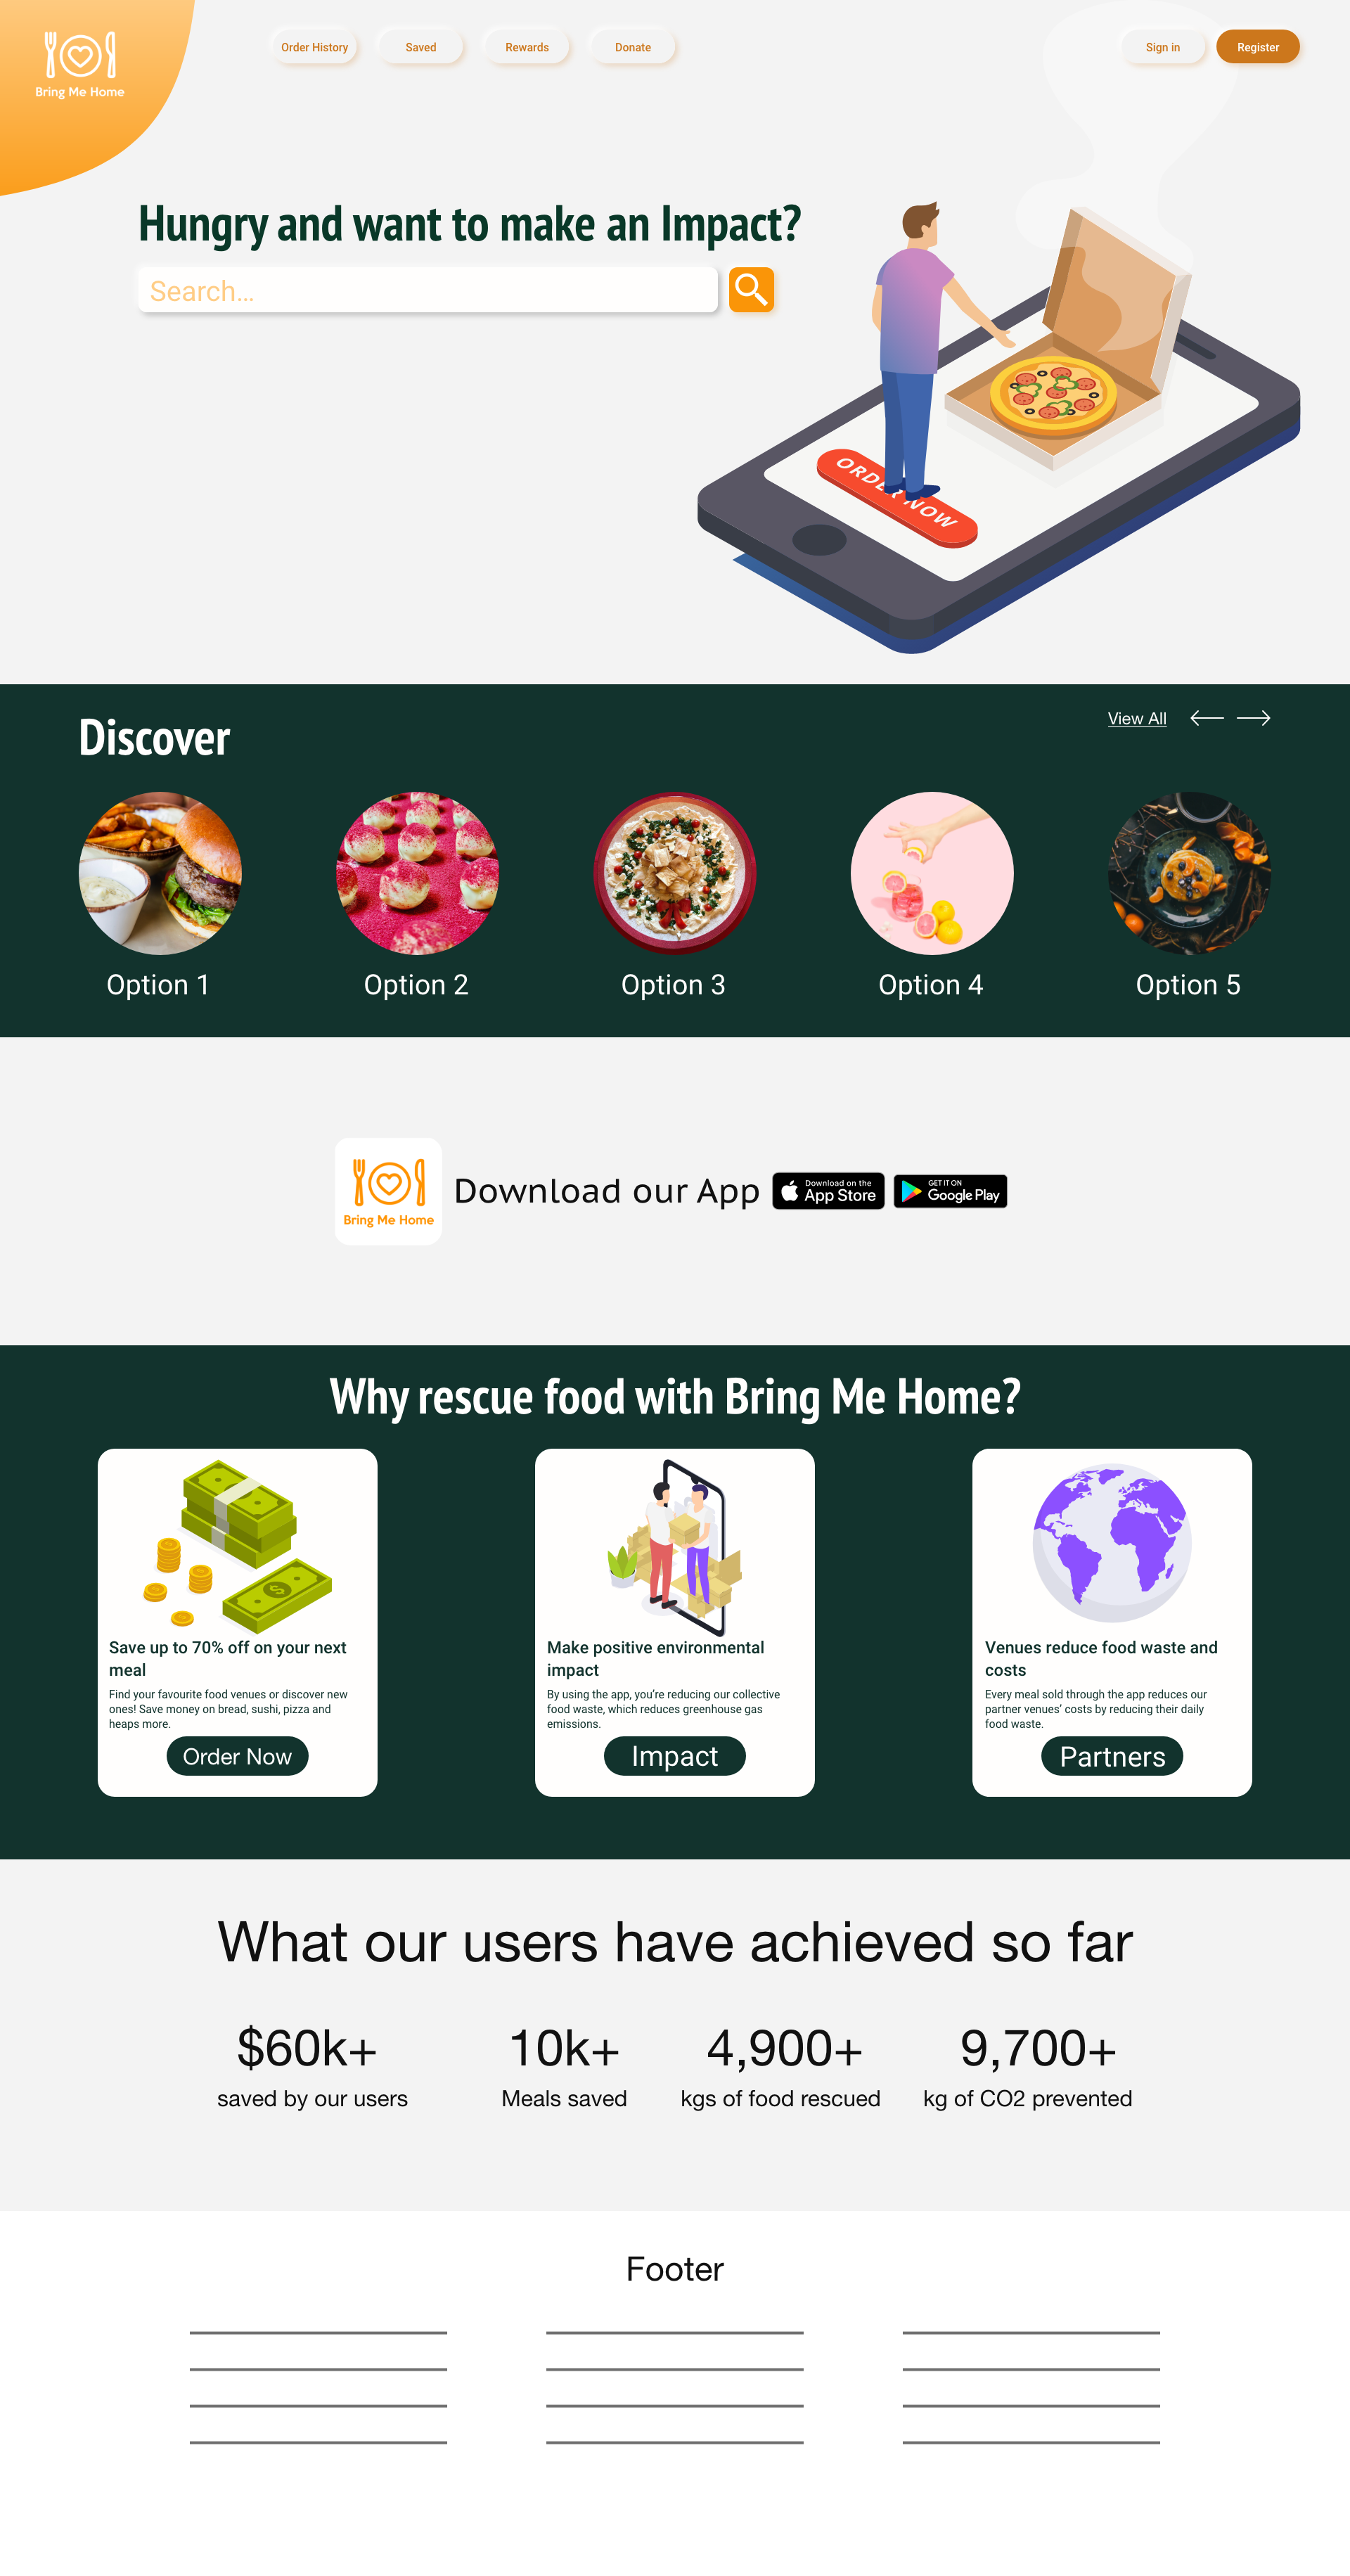 Bring Me Home
Order History
Saved
Rewards
Donate
Sign in
Register
Hungry and want to make an Impact?
Search...
ORDER NOW
Discover
View All
Option 1
Option 2
Option 3
Option 4
Option 5
Bring Me Home
Download our App
Download on the
App Store
GET IT ON
Google Play
Why rescue food with Bring Me Home?
Save up to 70% off on your next
meal
Find your favourite food venues or discover new
ones! Save money on bread, sushi, pizza and
heaps more.
Order Now
Make positive environmental
impact
By using the app, you’re reducing our collective
food waste, which reduces greenhouse gas
emissions.
Impact
Venues reduce food waste and
costs
Every meal sold through the app reduces our
partner venues’ costs by reducing their daily
food waste.
Partners
What our users have achieved so far
$60k+
saved by our users
10k+
Meals saved
4,900+
kgs of food rescued
9,700+
kg of CO2 prevented
Footer